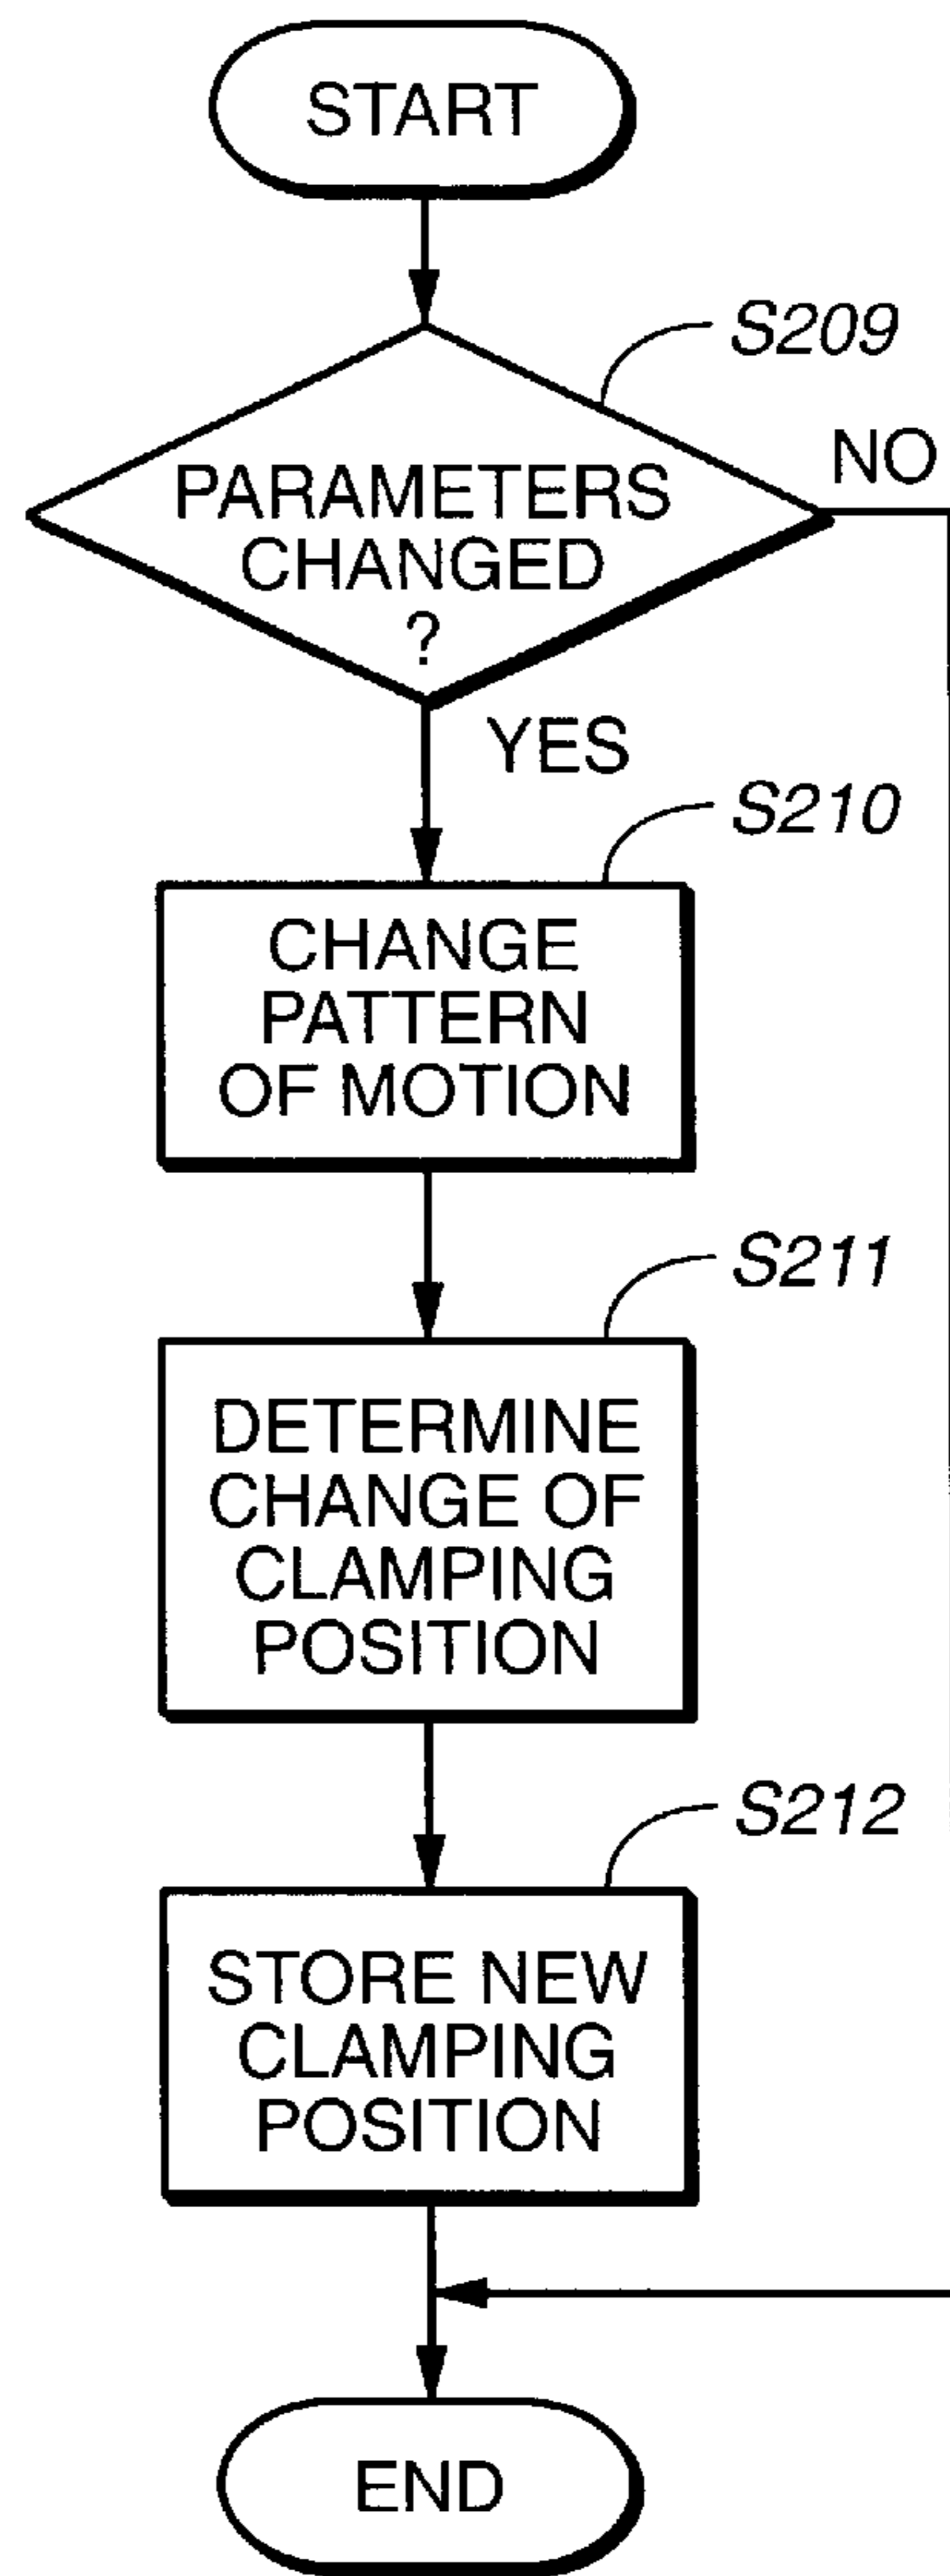 START
S209
NO
PARAMETERS
CHANGED
?
YES
S210
CHANGE
PATTERN
OF MOTION
S211
DETERMINE
CHANGE OF
CLAMPING
POSITION
S212
STORE NEW
CLAMPING
POSITION
END